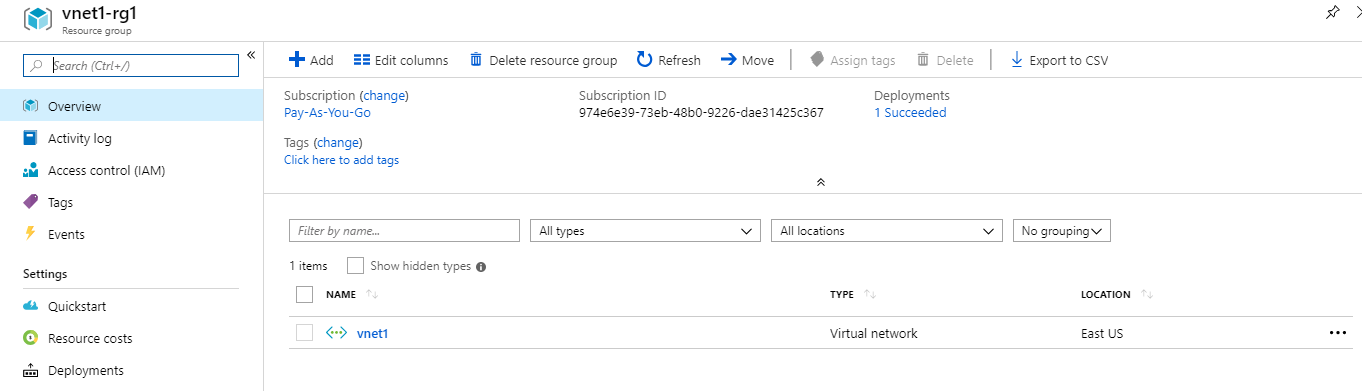 vnet1-rg1
Resource group
Search (Ctrl+/)
Overview
Activity log
Access control (IAM)
Tags
Events
Settings
Quickstart
Resource costs
Deployments
Add Edit columns Delete resource group Refresh Move Assign tags Delete Export to CSV
Subscription (change) Subscription ID Deployments
Pay-As-You-Go 974e6e39-73eb-48b0-9226-dae31425c367 1 Succeeded
Tags (change)
Click here to add tags
Filter by name... All types All locations No grouping
1 items Show hidden types
NAME TYPE LOCATION
vnet1 Virtual network East US